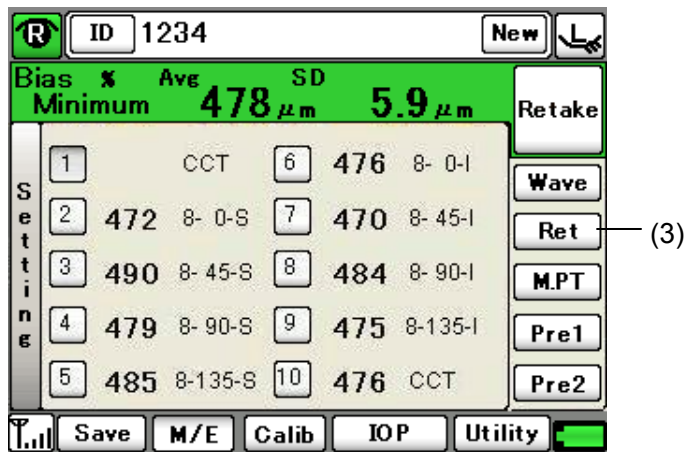 R ID 1234 New L
Bias % Avg SD
Minimum 478 μm 5.9 μm Retake
Setting
1 CCT 6 476 8- 0-I
Wave
2 472 8- 0-S 7 470 8- 45-I
Ret (3)
3 490 8- 45-S 8 484 8- 90-I
M.PT
4 479 8- 90-S 9 475 8-135-I
Pre1
5 485 8-135-S 10 476 CCT
Pre2
Save M/E Calib IOP Utility